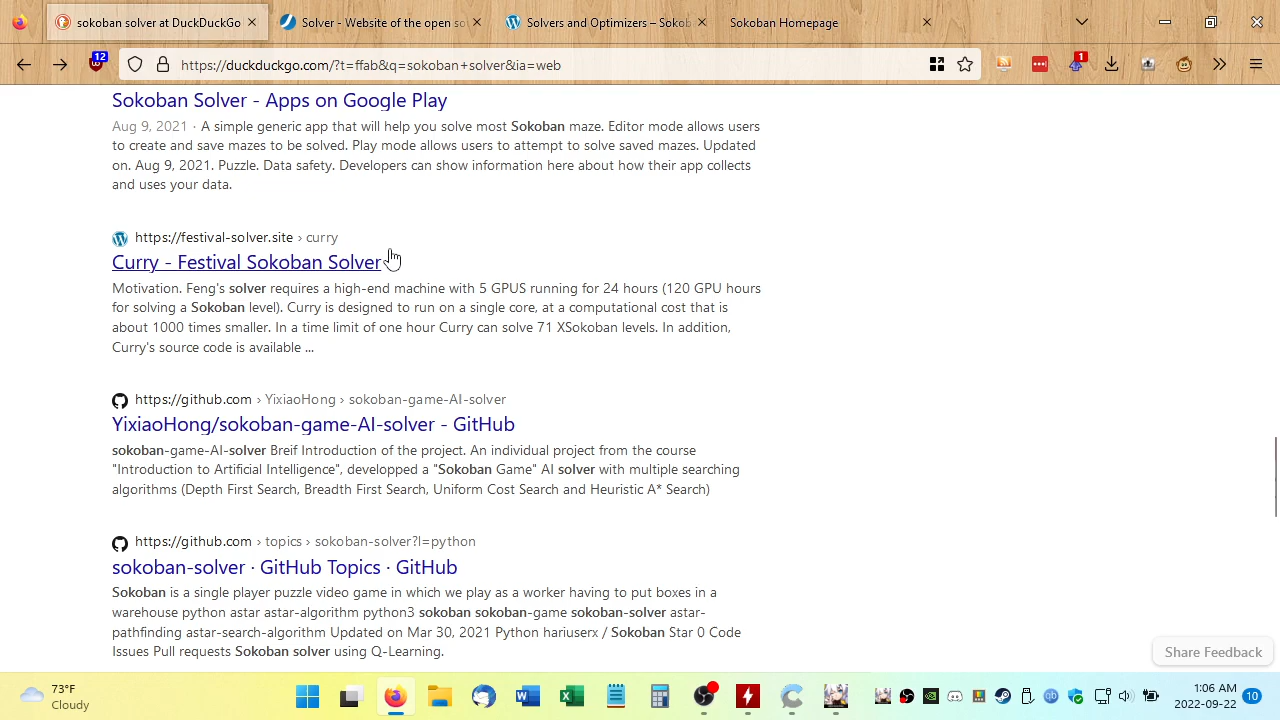 sokoban solver at DuckDuckGo
Solver - Website of the open so
Solvers and Optimizers – Sokob
Sokoban Homepage
12
https://duckduckgo.com/?t=ffab&q=sokoban+solver&ia=web
1
Sokoban Solver - Apps on Google Play
Aug 9, 2021 · A simple generic app that will help you solve most Sokoban maze. Editor mode allows users
to create and save mazes to be solved. Play mode allows users to attempt to solve saved mazes. Updated
on. Aug 9, 2021. Puzzle. Data safety. Developers can show information here about how their app collects
and uses your data.
https://festival-solver.site › curry
Curry - Festival Sokoban Solver
Motivation. Feng's solver requires a high-end machine with 5 GPUS running for 24 hours (120 GPU hours
for solving a Sokoban level). Curry is designed to run on a single core, at a computational cost that is
about 1000 times smaller. In a time limit of one hour Curry can solve 71 XSokoban levels. In addition,
Curry's source code is available ...
https://github.com › YixiaoHong › sokoban-game-AI-solver
YixiaoHong/sokoban-game-AI-solver - GitHub
sokoban-game-AI-solver Breif Introduction of the project. An individual project from the course
"Introduction to Artificial Intelligence", developped a "Sokoban Game" AI solver with multiple searching
algorithms (Depth First Search, Breadth First Search, Uniform Cost Search and Heuristic A* Search)
https://github.com › topics › sokoban-solver?l=python
sokoban-solver · GitHub Topics · GitHub
Sokoban is a single player puzzle video game in which we play as a worker having to put boxes in a
warehouse python astar astar-algorithm python3 sokoban sokoban-game sokoban-solver astar-
pathfinding astar-search-algorithm Updated on Mar 30, 2021 Python hariuserx / Sokoban Star 0 Code
Issues Pull requests Sokoban solver using Q-Learning.
Share Feedback
73°F
Cloudy
1:06 AM
2022-09-22
10